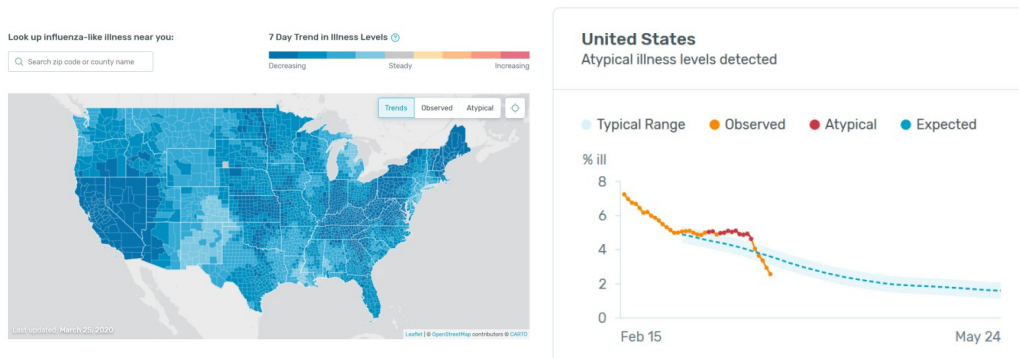 Look up influenza-like illness near you:
Search zip code or county name
7 Day Trend in Illness Levels ?
Decreasing Steady Increasing
Trends Observed Atypical
Last updated: March 25, 2020
Leaflet | © OpenStreetMap contributors © CARTO
United States
Atypical illness levels detected
Typical Range Observed Atypical Expected
% ill
8
6
4
2
0
Feb 15 May 24